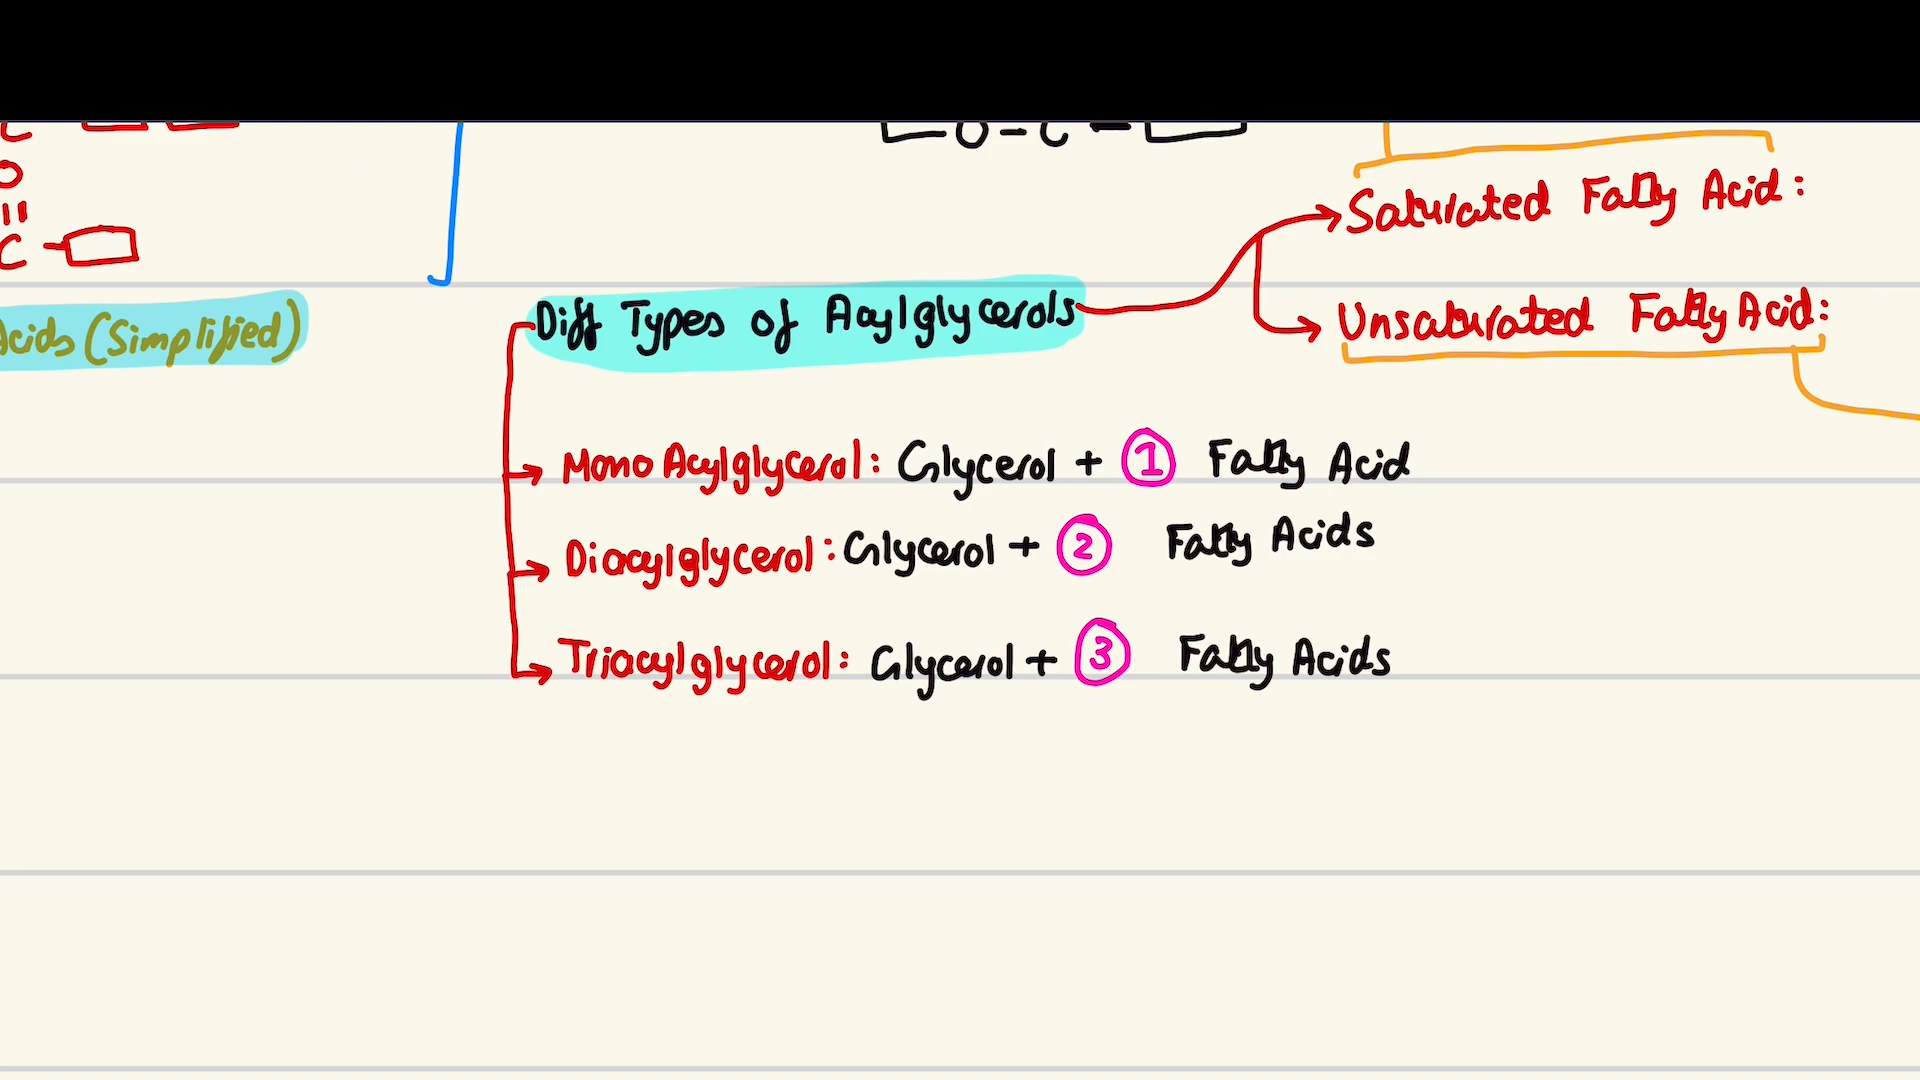 C
O
C
O - C -
Saturated Fatty Acid:
Acids (Simplified)
Diff Types of Acylglycerols
Unsaturated Fatty Acid:
Mono Acylglycerol: Glycerol + 1 Fatty Acid
Diacylglycerol: Glycerol + 2 Fatty Acids
Triacylglycerol: Glycerol + 3 Fatty Acids